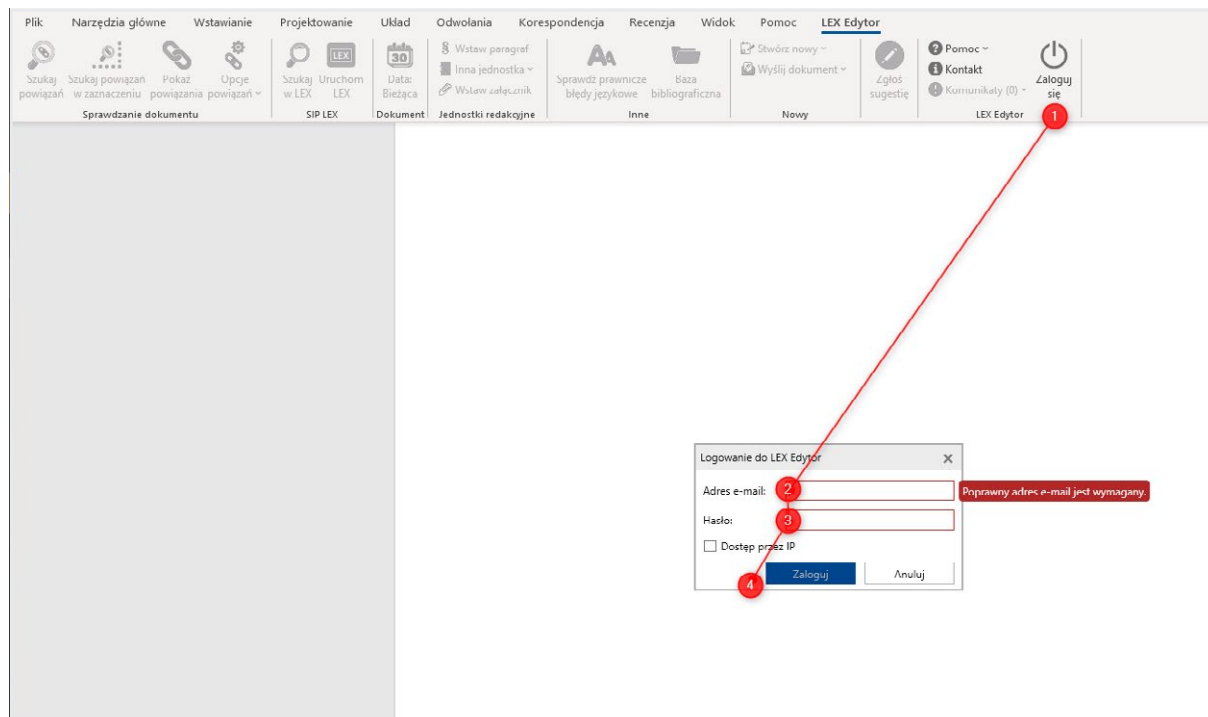 Plik Narzędzia główne Wstawianie Projektowanie Układ Odwołania Korespondencja Recenzja Widok Pomoc LEX Edytor
Szukaj powiązań
Szukaj powiązań w zaznaczeniu
Pokaż powiązania
Opcje powiązań
Sprawdzanie dokumentu
Szukaj w LEX
LEX
Uruchom LEX
SIP LEX
30
Data: Bieżąca
Dokument
§ Wstaw paragraf
Inna jednostka
Wstaw załącznik
Jednostki redakcyjne
Sprawdź prawnicze błędy językowe
Baza bibliograficzna
Inne
Stwórz nowy
Wyślij dokument
Nowy
Zgłoś sugestię
Pomoc
Kontakt
Komunikaty (0)
Zaloguj się
LEX Edytor
1
Logowanie do LEX Edytor
Adres e-mail: 2
Poprawny adres e-mail jest wymagany.
Hasło: 3
Dostęp przez IP
4 Zaloguj Anuluj